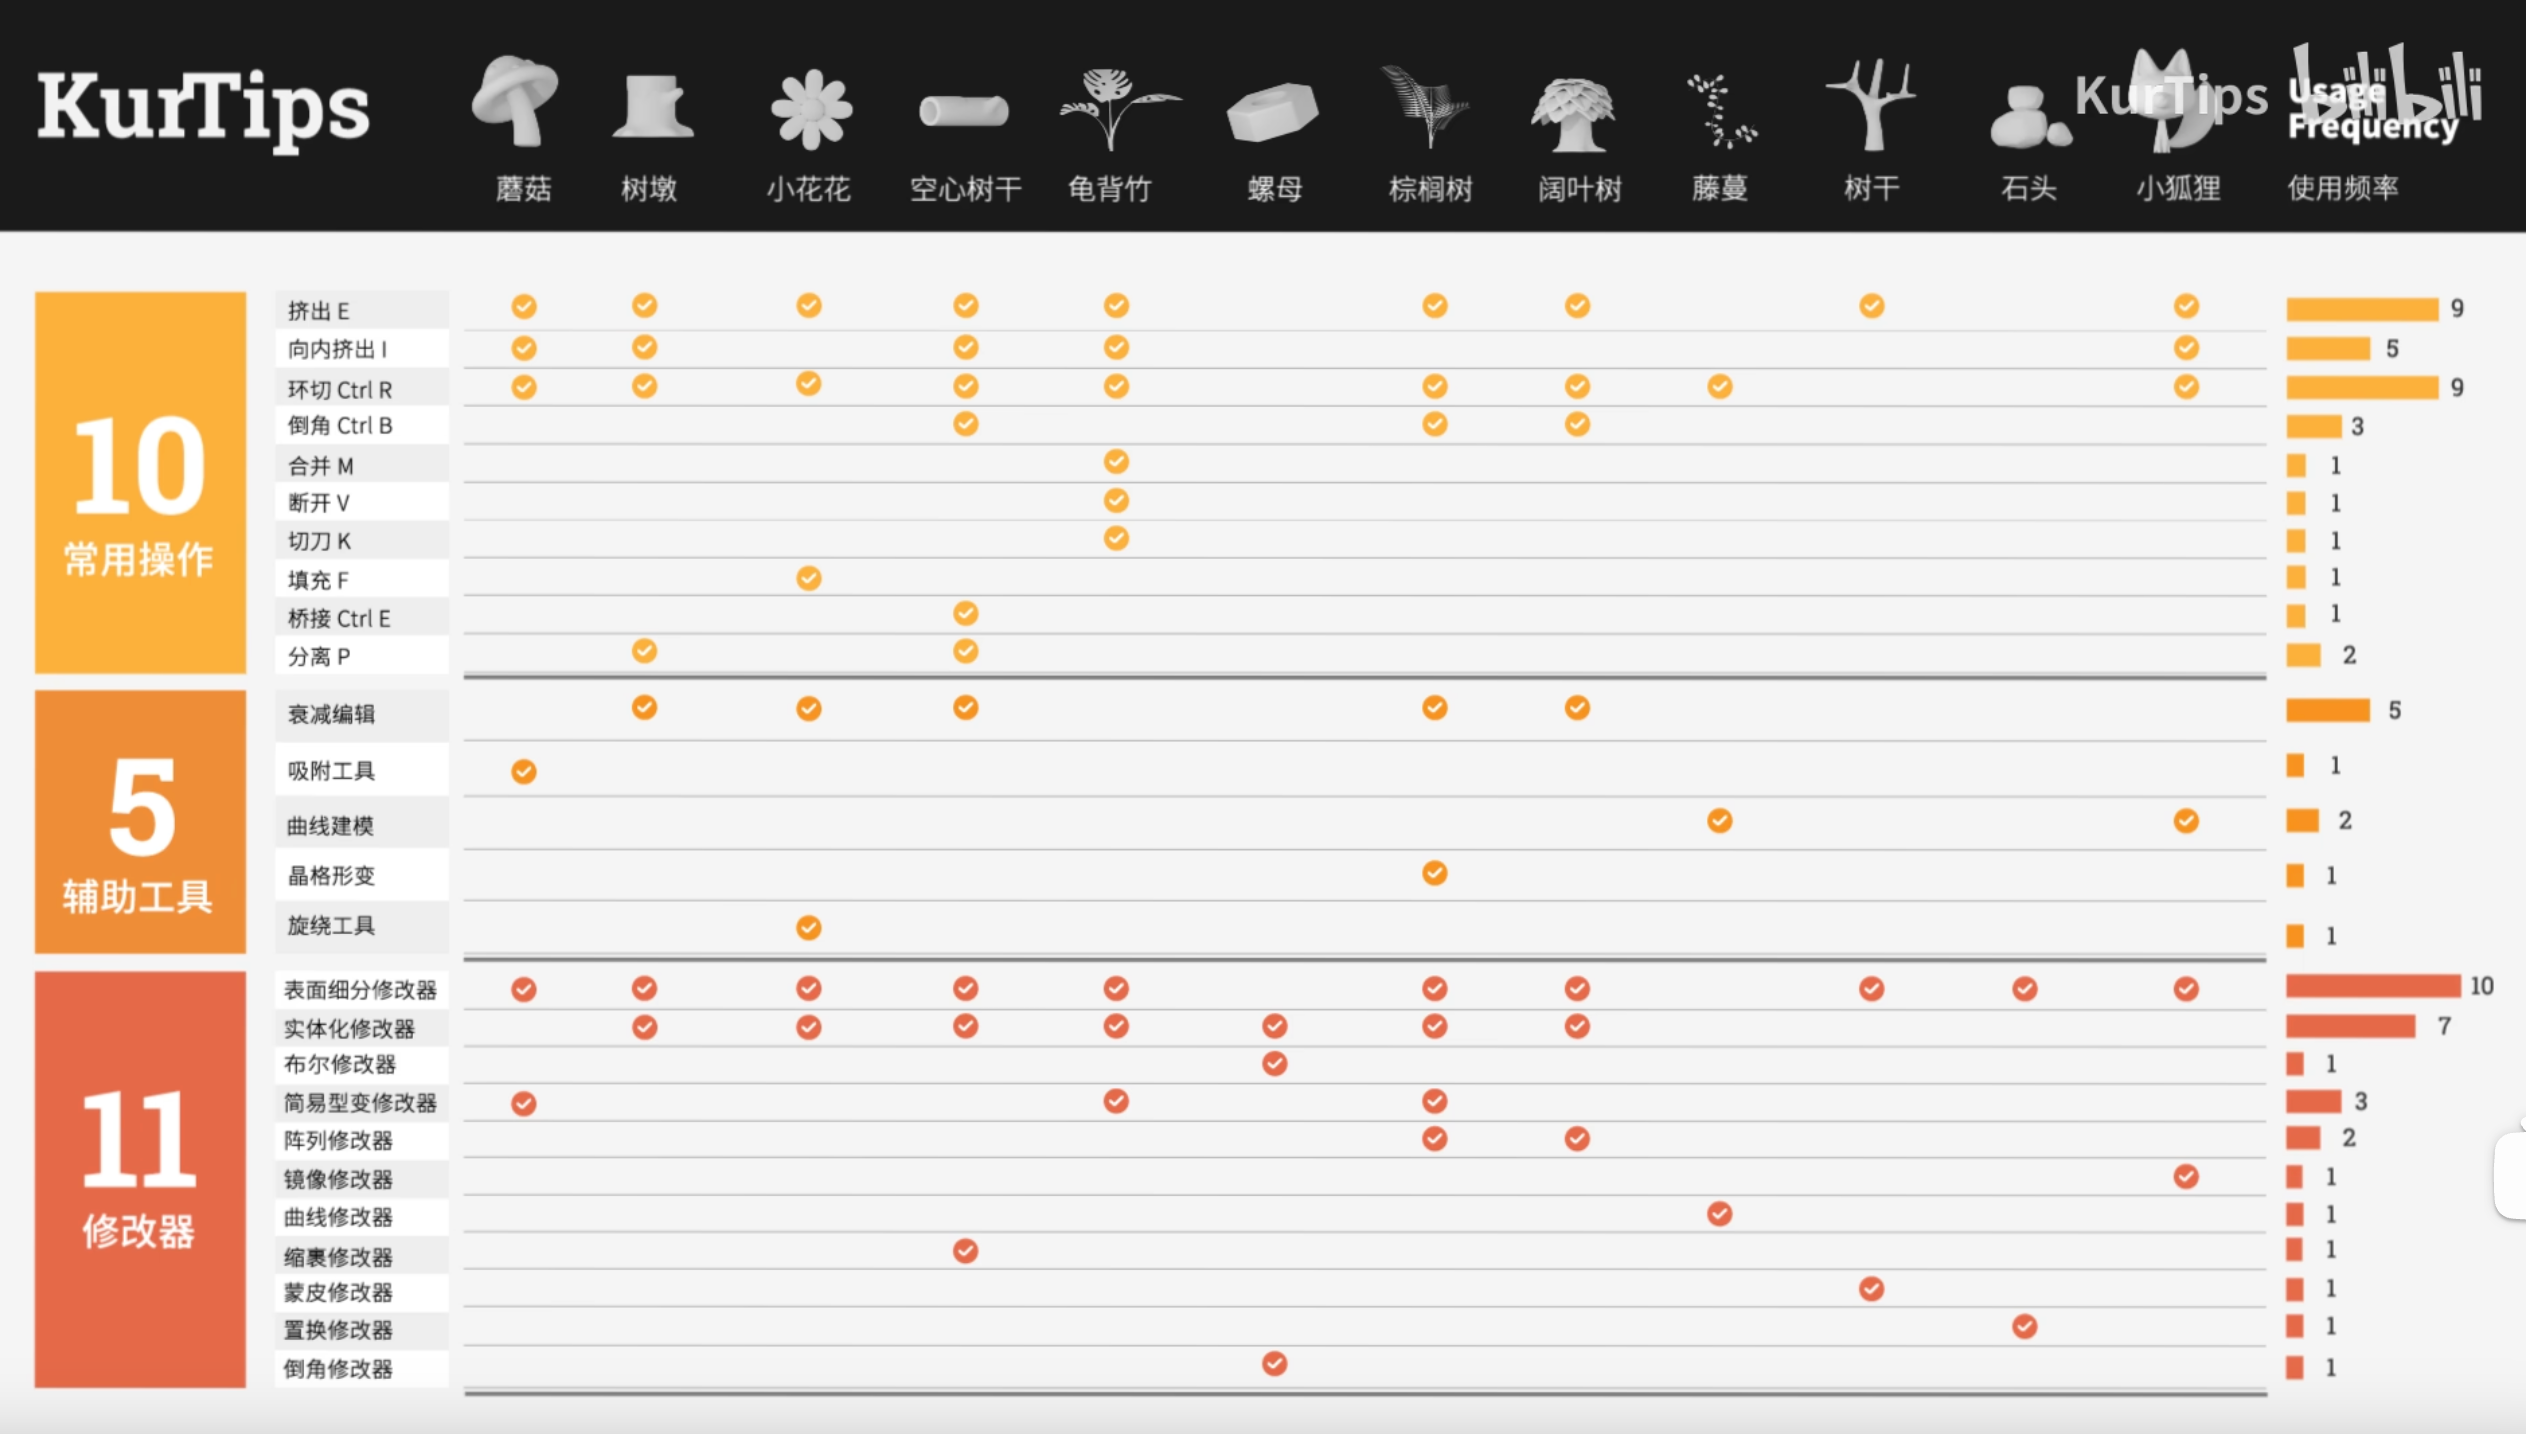 KurTips
KurTips
bilibili
Usage
Frequency
蘑菇 树墩 小花花 空心树干 龟背竹 螺母 棕榈树 阔叶树 藤蔓 树干 石头 小狐狸 使用频率
10
常用操作
挤出 E 9
向内挤出 I 5
环切 Ctrl R 9
倒角 Ctrl B 3
合并 M 1
断开 V 1
切刀 K 1
填充 F 1
桥接 Ctrl E 1
分离 P 2
5
辅助工具
衰减编辑 5
吸附工具 1
曲线建模 2
晶格形变 1
旋绕工具 1
11
修改器
表面细分修改器 10
实体化修改器 7
布尔修改器 1
简易型变修改器 3
阵列修改器 2
镜像修改器 1
曲线修改器 1
缩裹修改器 1
蒙皮修改器 1
置换修改器 1
倒角修改器 1